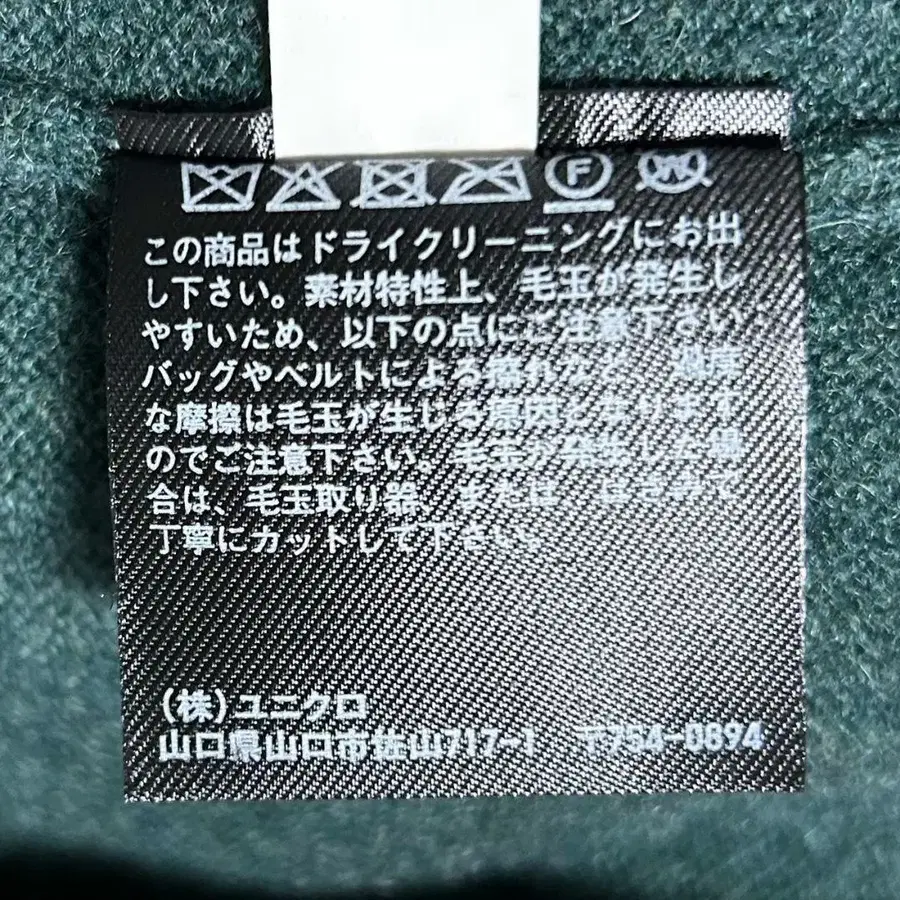 F W
この商品はドライクリーニングにお出
し下さい。素材特性上、毛玉が発生し
やすいため、以下の点にご注意下さい。
バッグやベルトによる擦れなど、過度
な摩擦は毛玉が生じる原因となります
のでご注意下さい。毛玉が発生した場
合は、毛玉取り器、または はさみで
丁寧にカットして下さい。
(株)ユニクロ
山口県山口市佐山717-1 〒754-0894